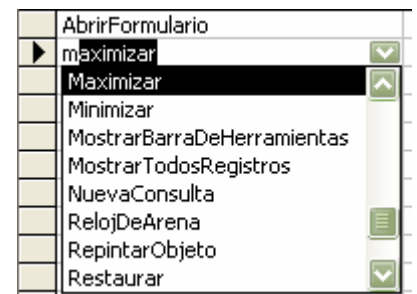 AbrirFormulario
maximizar
Maximizar
Minimizar
MostrarBarraDeHerramientas
MostrarTodosRegistros
NuevaConsulta
RelojDeArena
RepintarObjeto
Restaurar